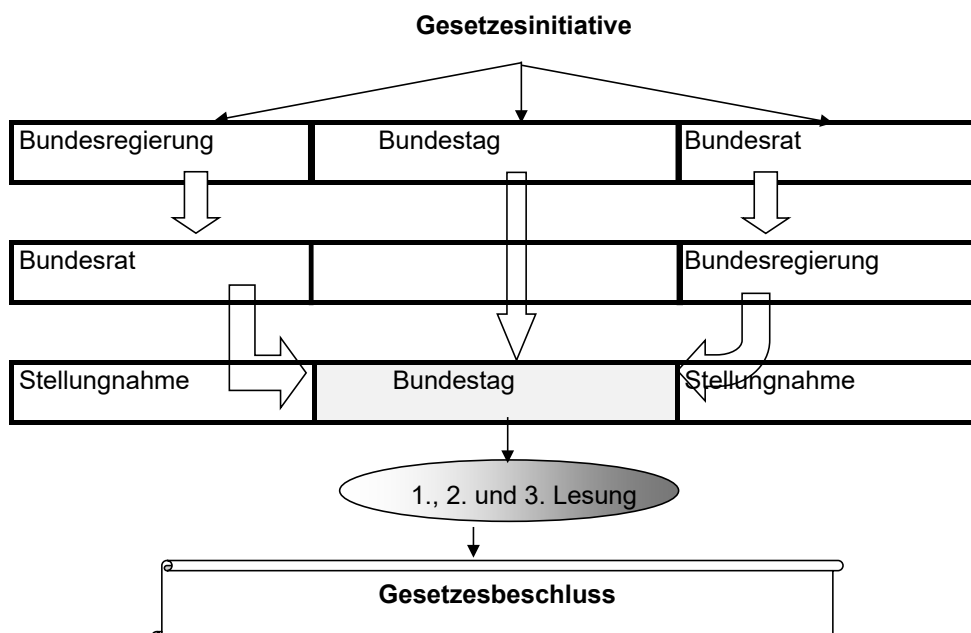 Gesetzesinitiative
Bundesregierung Bundestag Bundesrat
Bundesrat Bundesregierung
Stellungnahme Bundestag Stellungnahme
1., 2. und 3. Lesung
Gesetzesbeschluss